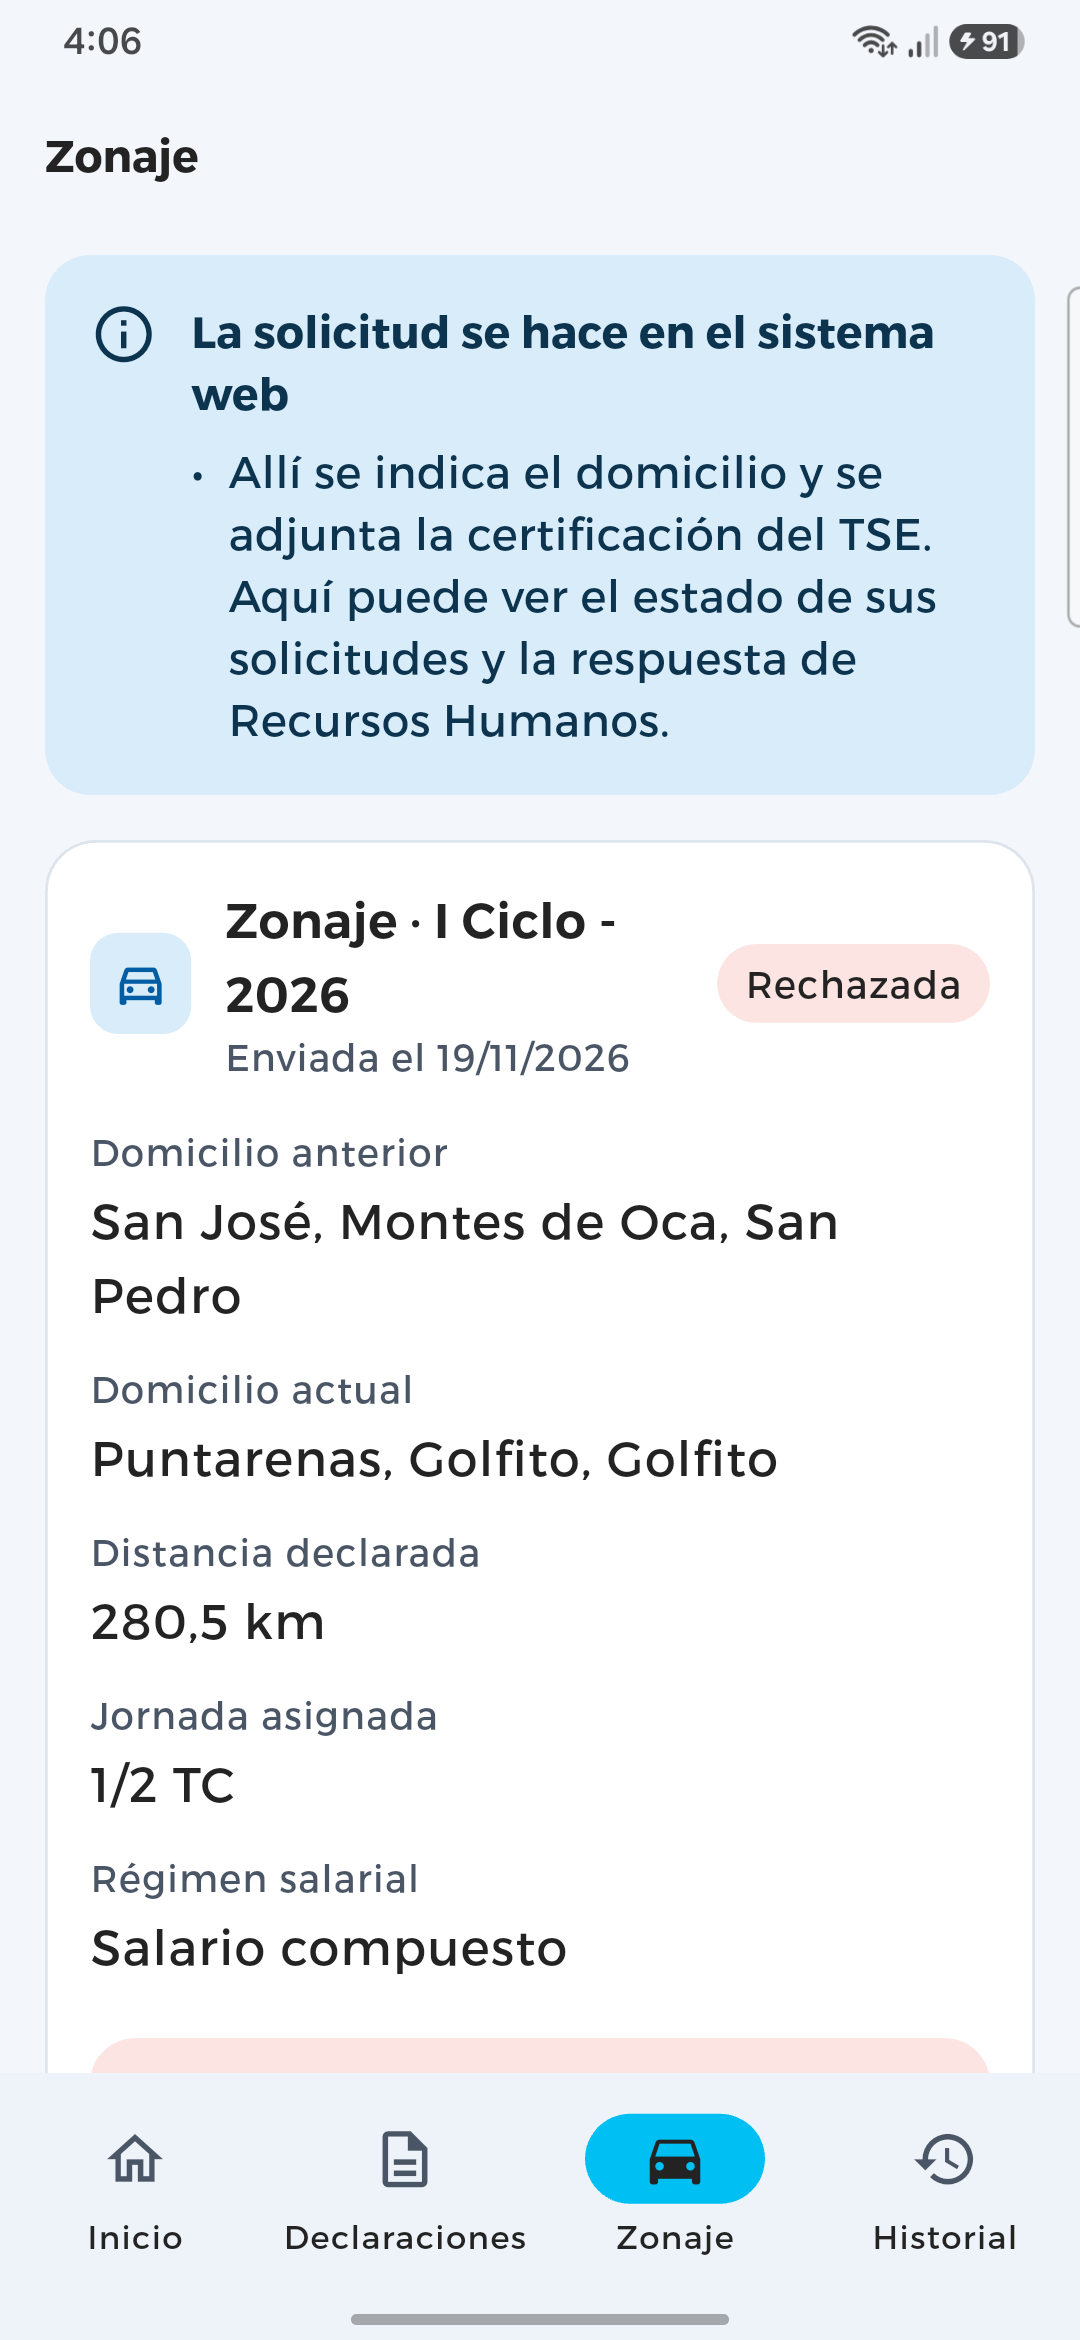 4:06
91
Zonaje
La solicitud se hace en el sistema
web
• Allí se indica el domicilio y se
adjunta la certificación del TSE.
Aquí puede ver el estado de sus
solicitudes y la respuesta de
Recursos Humanos.
Zonaje · I Ciclo -
2026
Rechazada
Enviada el 19/11/2026
Domicilio anterior
San José, Montes de Oca, San
Pedro
Domicilio actual
Puntarenas, Golfito, Golfito
Distancia declarada
280,5 km
Jornada asignada
1/2 TC
Régimen salarial
Salario compuesto
Inicio
Declaraciones
Zonaje
Historial